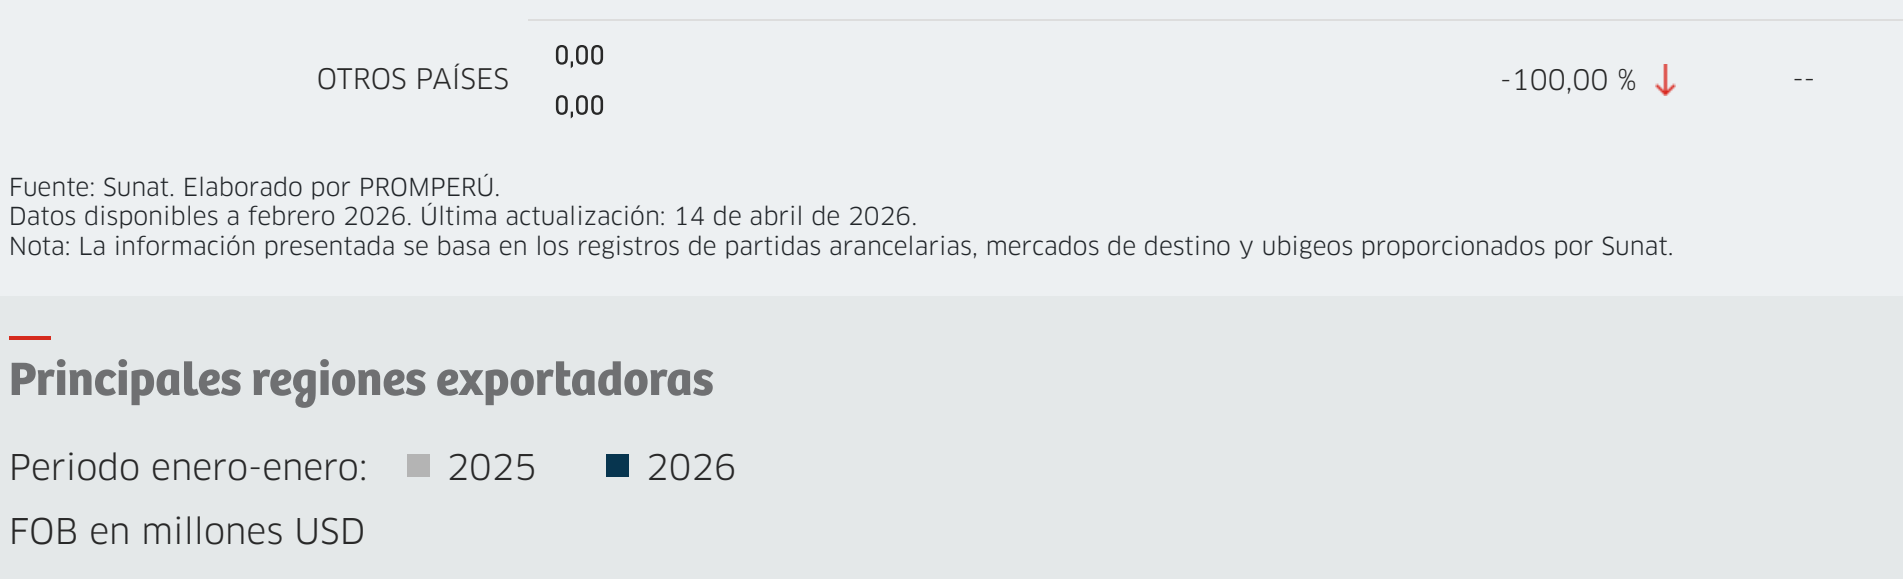 0,00
OTROS PAÍSES -100,00 % --
0,00
Fuente: Sunat. Elaborado por PROMPERÚ.
Datos disponibles a febrero 2026. Última actualización: 14 de abril de 2026.
Nota: La información presentada se basa en los registros de partidas arancelarias, mercados de destino y ubigeos proporcionados por Sunat.
Principales regiones exportadoras
Periodo enero-enero: 2025 2026
FOB en millones USD